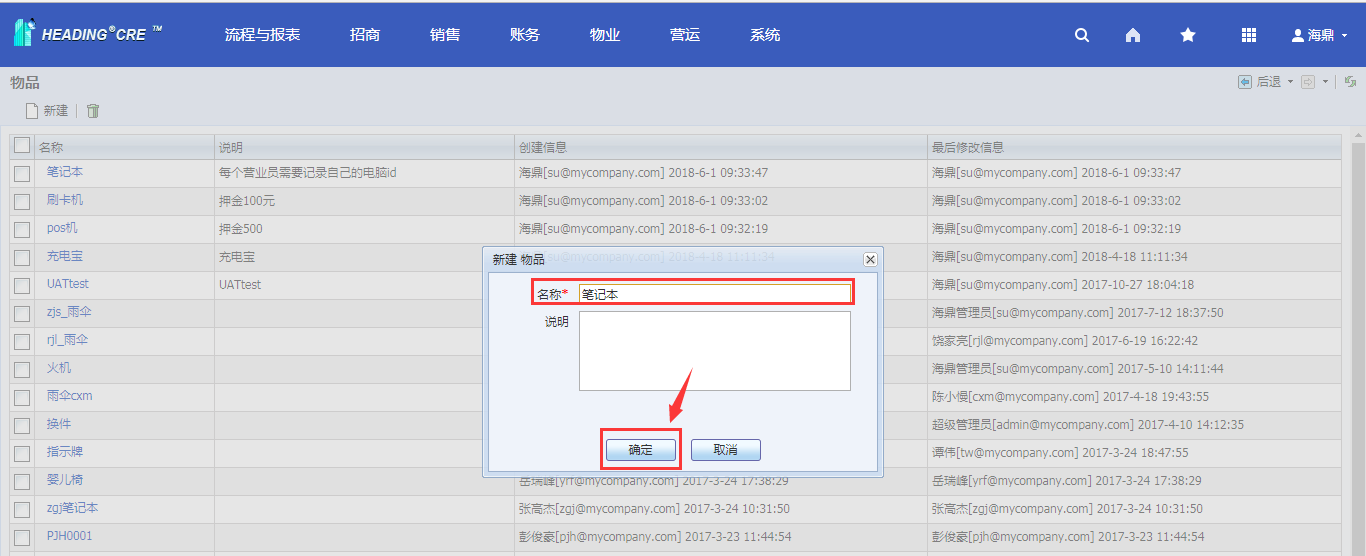 HEADING®CRE ™ 流程与报表 招商 销售 账务 物业 营运 系统 海鼎
物品 后退
新建
名称 说明 创建信息 最后修改信息
笔记本 每个营业员需要记录自己的电脑id 海鼎[su@mycompany.com] 2018-6-1 09:33:47 海鼎[su@mycompany.com] 2018-6-1 09:33:47
刷卡机 押金100元 海鼎[su@mycompany.com] 2018-6-1 09:33:02 海鼎[su@mycompany.com] 2018-6-1 09:33:02
pos机 押金500 海鼎[su@mycompany.com] 2018-6-1 09:32:19 海鼎[su@mycompany.com] 2018-6-1 09:32:19
充电宝 充电宝 海鼎[su@mycompany.com] 2018-4-18 11:11:34
UATtest UATtest 海鼎[su@mycompany.com] 2017-10-27 18:04:18
zjs_雨伞 海鼎管理员[su@mycompany.com] 2017-7-12 18:37:50
rjl_雨伞 饶家亮[rjl@mycompany.com] 2017-6-19 16:22:42
火机 海鼎管理员[su@mycompany.com] 2017-5-10 14:11:44
雨伞cxm 陈小慢[cxm@mycompany.com] 2017-4-18 19:43:55
换件 超级管理员[admin@mycompany.com] 2017-4-10 14:12:35
指示牌 谭伟[tw@mycompany.com] 2017-3-24 18:47:55
婴儿椅 岳瑞峰[yrf@mycompany.com] 2017-3-24 17:38:29 岳瑞峰[yrf@mycompany.com] 2017-3-24 17:38:29
zgj笔记本 张高杰[zgj@mycompany.com] 2017-3-24 10:31:50 张高杰[zgj@mycompany.com] 2017-3-24 10:31:50
PJH0001 彭俊豪[pjh@mycompany.com] 2017-3-23 11:44:54 彭俊豪[pjh@mycompany.com] 2017-3-23 11:44:54
新建 物品
名称* 笔记本
说明
确定 取消